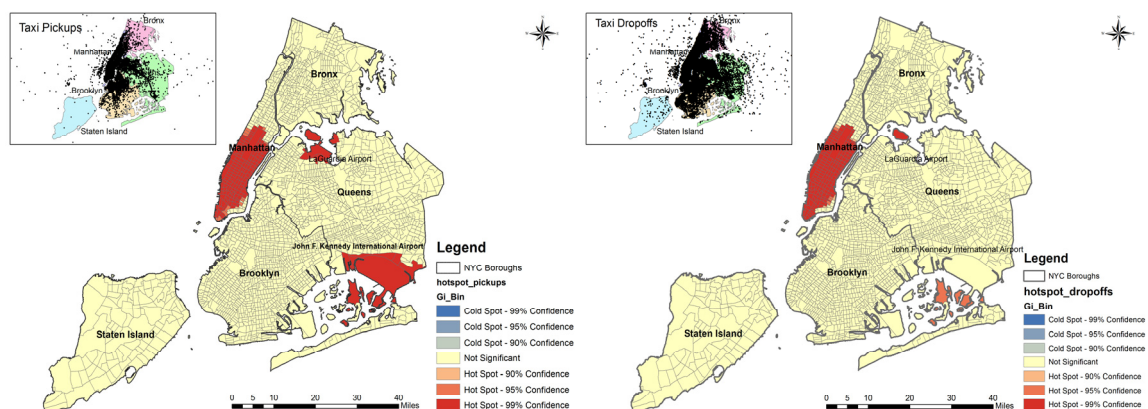 Taxi Pickups
Bronx
Manhattan
Brooklyn
Staten Island
Bronx
Manhattan
LaGuardia Airport
Queens
John F. Kennedy International Airport
Brooklyn
Staten Island
Legend
NYC Boroughs
hotspot_pickups
Gi_Bin
Cold Spot - 99% Confidence
Cold Spot - 95% Confidence
Cold Spot - 90% Confidence
Not Significant
Hot Spot - 90% Confidence
Hot Spot - 95% Confidence
Hot Spot - 99% Confidence
0 5 10 20 30 40
Miles
Taxi Dropoffs
Bronx
Manhattan
Brooklyn
Staten Island
Bronx
Manhattan
LaGuardia Airport
Queens
John F. Kennedy International Airport
Brooklyn
Staten Island
Legend
NYC Boroughs
hotspot_dropoffs
Gi_Bin
Cold Spot - 99% Confidence
Cold Spot - 95% Confidence
Cold Spot - 90% Confidence
Not Significant
Hot Spot - 90% Confidence
Hot Spot - 95% Confidence
Hot Spot - 99% Confidence
0 5 10 20 30 40
Miles